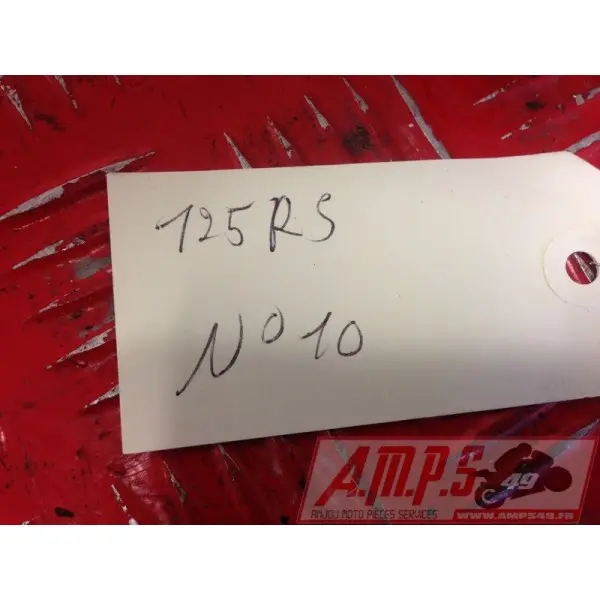 125RS
N° 10
A.M.P.S 49
ANJOU MOTO PIECES SERVICES
WWW.AMPS49.FR